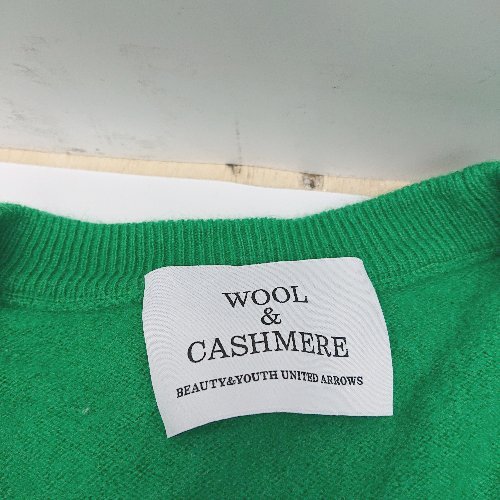 WOOL
&
CASHMERE
BEAUTY&YOUTH UNITED ARROWS